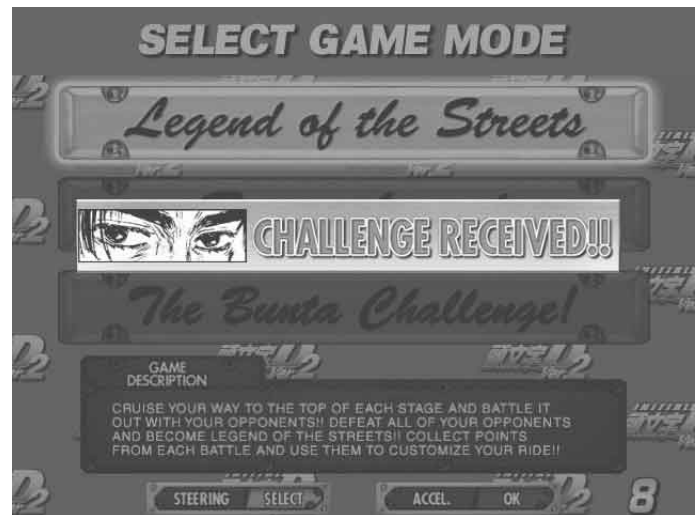 SELECT GAME MODE
Legend of the Streets
CHALLENGE RECEIVED!!
The Bunta Challenge!
GAME
DESCRIPTION
CRUISE YOUR WAY TO THE TOP OF EACH STAGE AND BATTLE IT
OUT WITH YOUR OPPONENTS!! DEFEAT ALL OF YOUR OPPONENTS
AND BECOME LEGEND OF THE STREETS!! COLLECT POINTS
FROM EACH BATTLE AND USE THEM TO CUSTOMIZE YOUR RIDE!!
STEERING SELECT ACCEL. OK 8